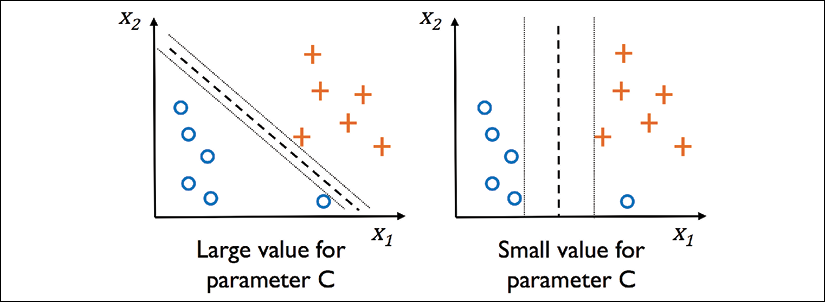 x₂
x₁
Large value for
parameter C
x₂
x₁
Small value for
parameter C